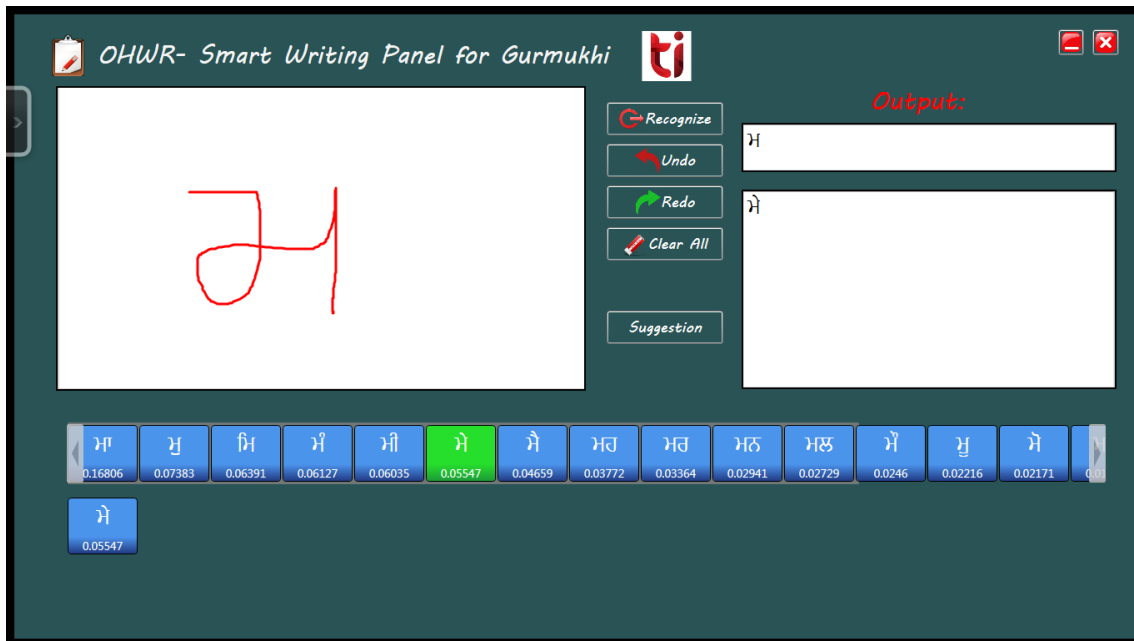 OHWR- Smart Writing Panel for Gurmukhi
ti
Output:
ਮ
Recognize
ਮ
Undo
Redo
ਮੇ
Clear All
Suggestion
ਮਾ ਮੁ ਮਿ ਮੰ ਮੀ ਮੇ ਮੈ ਮਹ ਮਰ ਮਨ ਮਲ ਮੌ ਮੂ ਮੋ
0.16806 0.07383 0.06391 0.06127 0.06035 0.05547 0.04659 0.03772 0.03364 0.02941 0.02729 0.0246 0.02216 0.02171
ਮੇ
0.05547